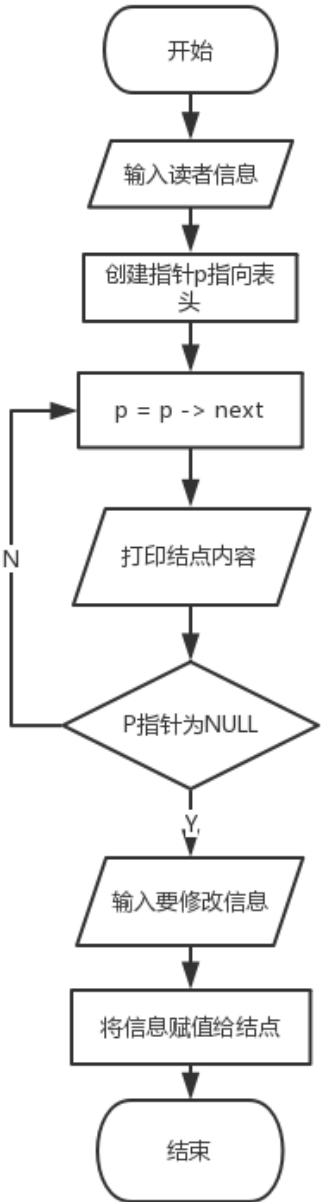 开始
输入读者信息
创建指针p指向表
头
p = p -> next
打印结点内容
N
P指针为NULL
Y
输入要修改信息
将信息赋值给结点
结束